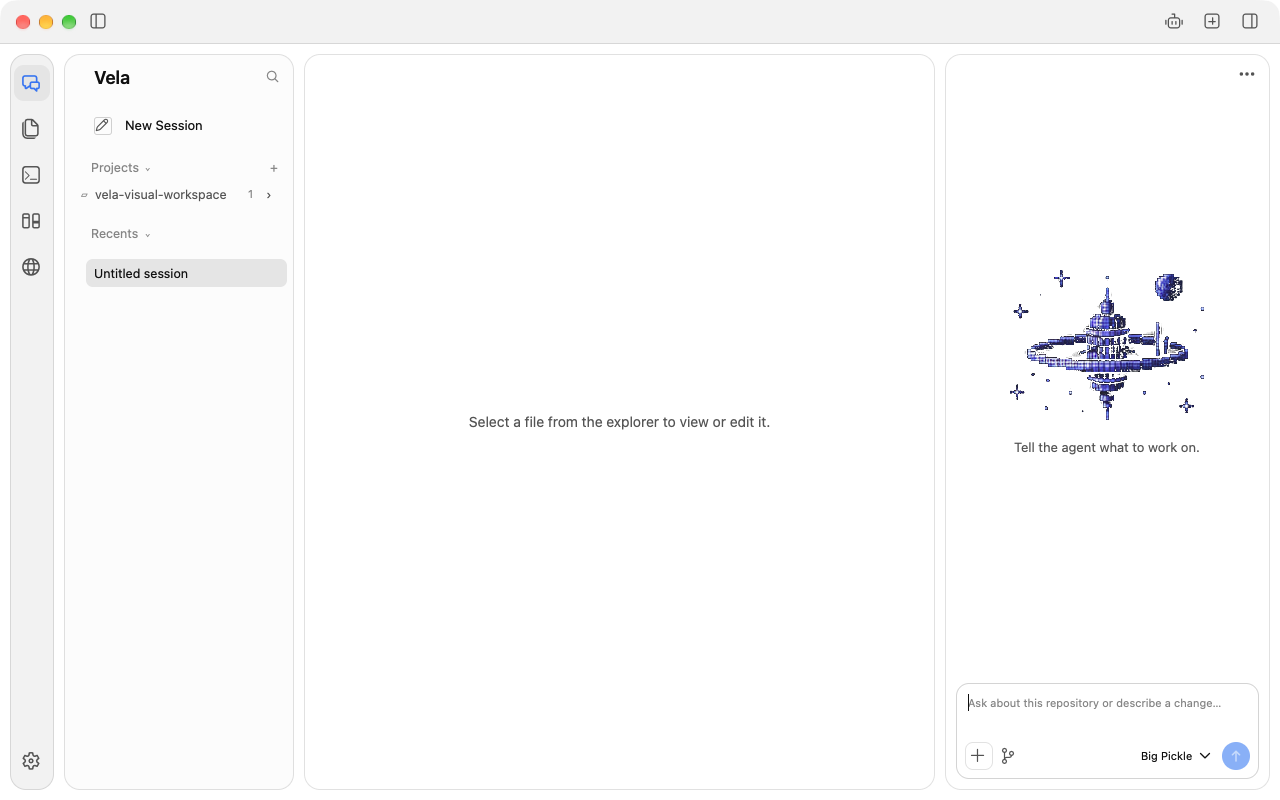 Vela
New Session
Projects
vela-visual-workspace 1
Recents
Untitled session
Select a file from the explorer to view or edit it.
Tell the agent what to work on.
Ask about this repository or describe a change...
Big Pickle